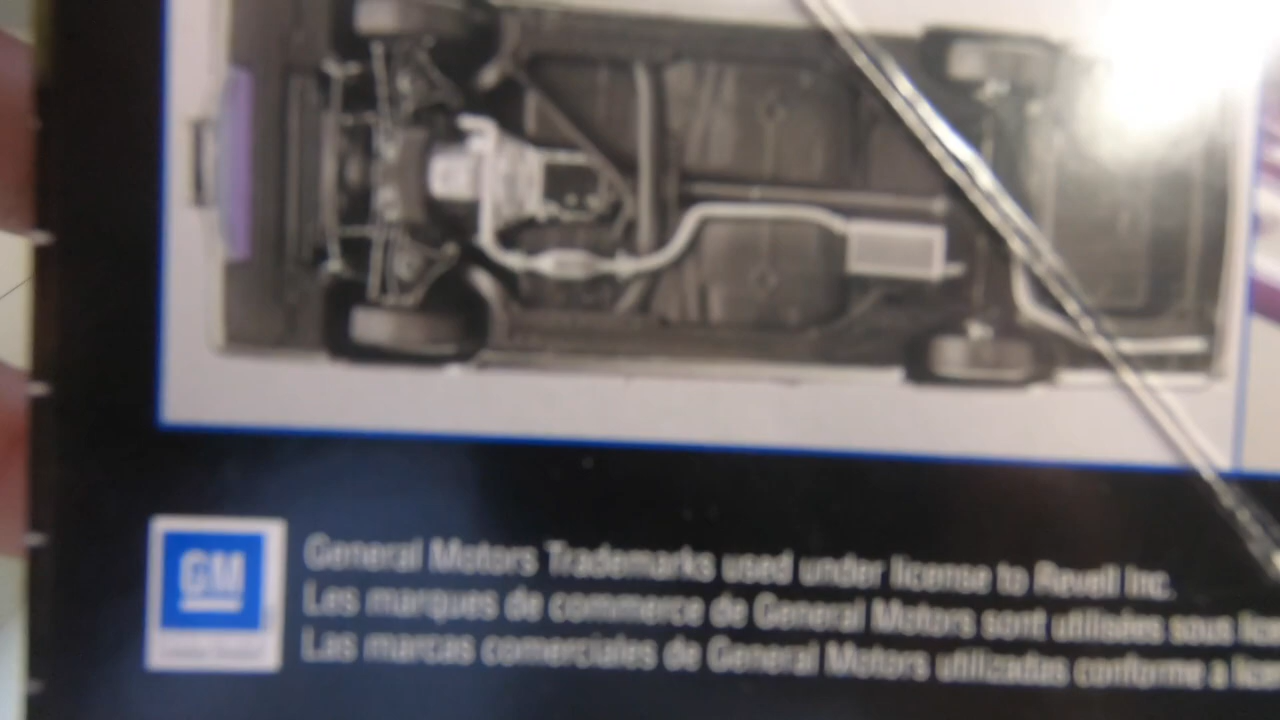 GM
General Motors Trademarks used under license to Revell Inc.
Les marques de commerce de General Motors sont utilisées sous
Las marcas comerciales de General Motors utilizadas conforme a